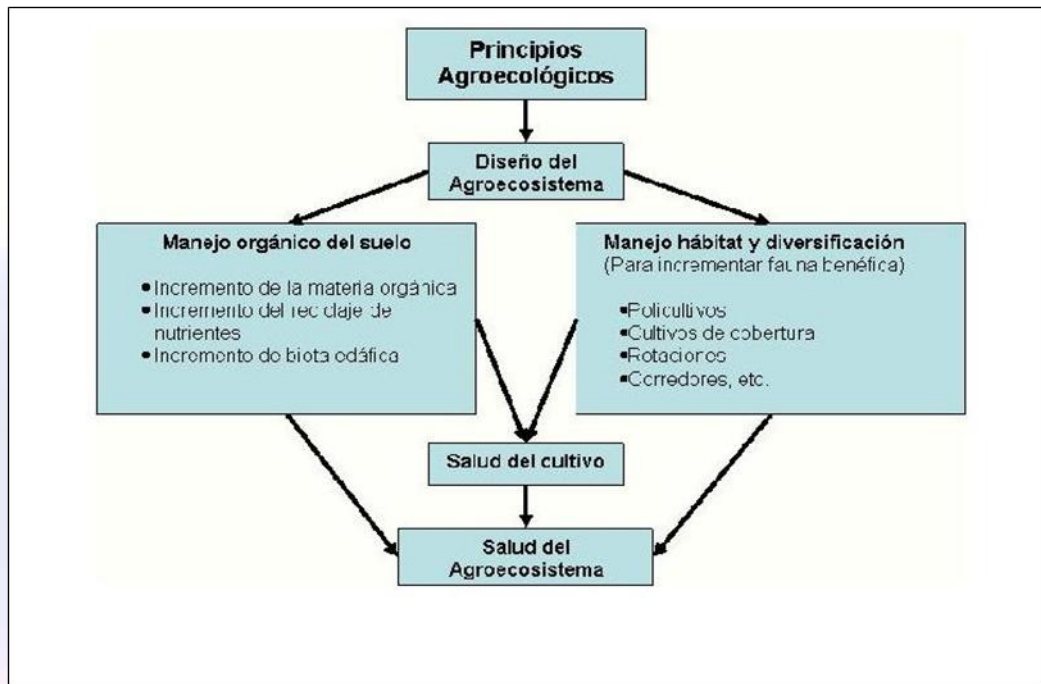 Principios
Agroecológicos
Diseño del
Agroecosistema
Manejo orgánico del suelo
•Incremento de la materia orgánica
•Incremento del reciclaje de
nutrientes
•Incremento de biota edáfica
Manejo hábitat y diversificación
(Para incrementar fauna benéfica)
▪Policultivos
▪Cultivos de cobertura
▪Rotaciones
▪Corredores, etc.
Salud del cultivo
Salud del
Agroecosistema